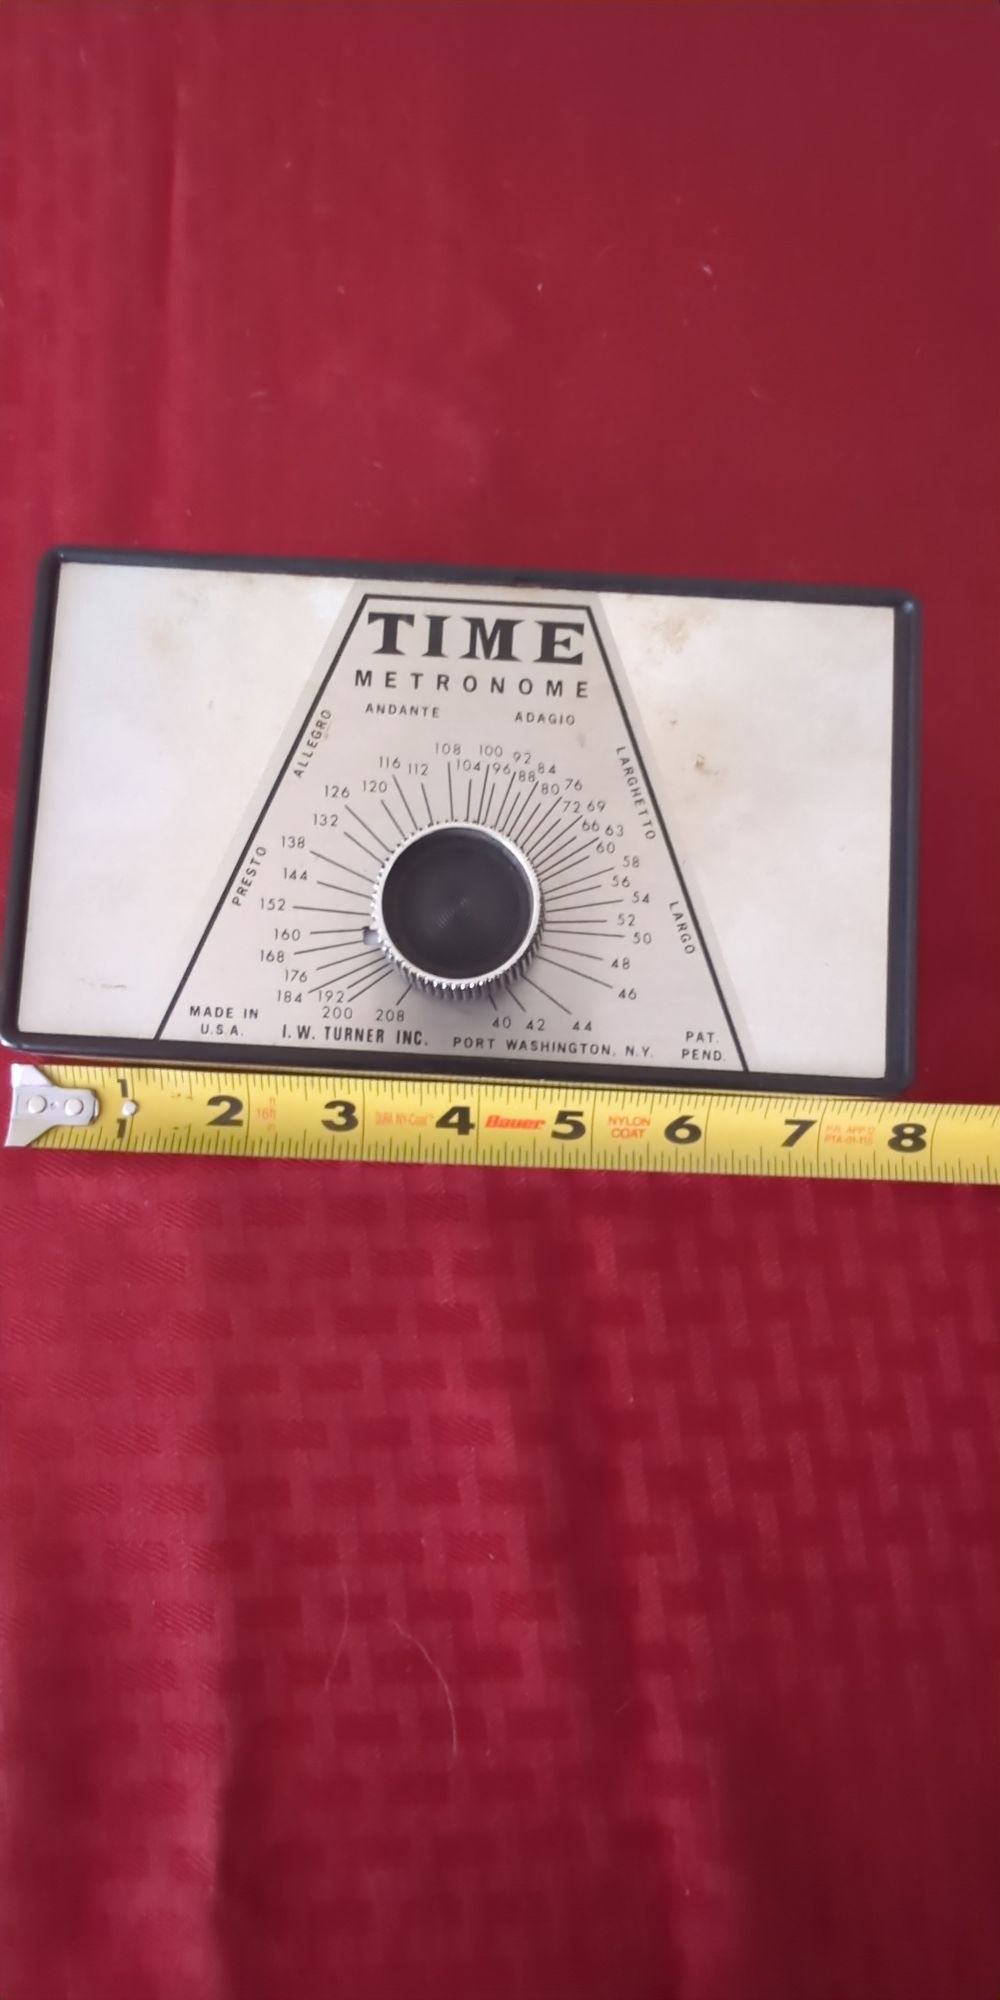 TIME
METRONOME
ANDANTE ADAGIO
ALLEGRO
LARGHETTO
PRESTO
LARGO
108 100 92 84
116 112 104 96 88 80 76
126 120 72 69
132 66 63
138 60
144 58
56
152 54
52
160 50
168 48
176 46
184 192
200 208 40 42 44
MADE IN
U.S.A.
I.W. TURNER INC. PORT WASHINGTON, N.Y.
PAT.
PEND.
1 2 16ft 3 4 Bauer 5 NYLON COAT 6 7 8
1